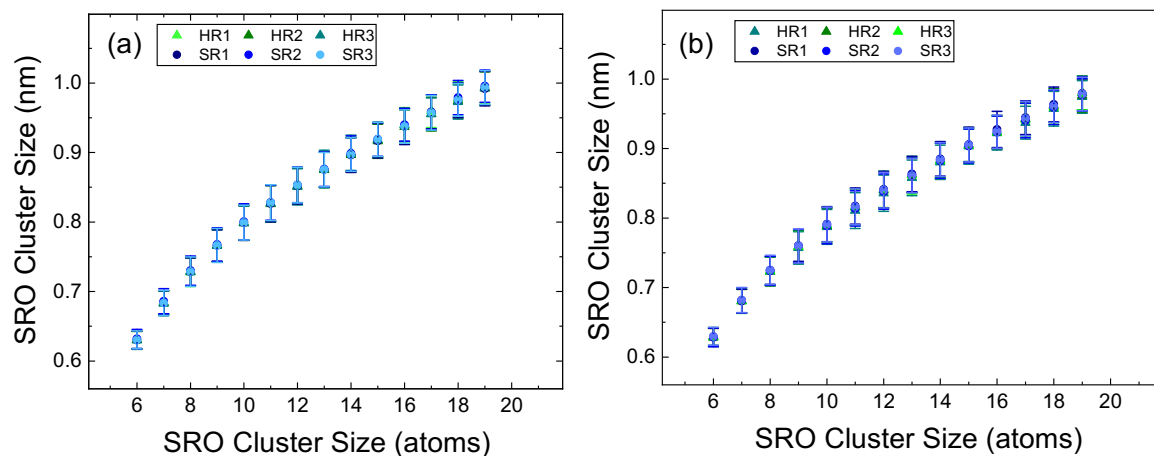 (a)
HR1 HR2 HR3
SR1 SR2 SR3
SRO Cluster Size (nm)
1.0
0.9
0.8
0.7
0.6
6 8 10 12 14 16 18 20
SRO Cluster Size (atoms)
(b)
HR1 HR2 HR3
SR1 SR2 SR3
SRO Cluster Size (nm)
1.0
0.9
0.8
0.7
0.6
6 8 10 12 14 16 18 20
SRO Cluster Size (atoms)